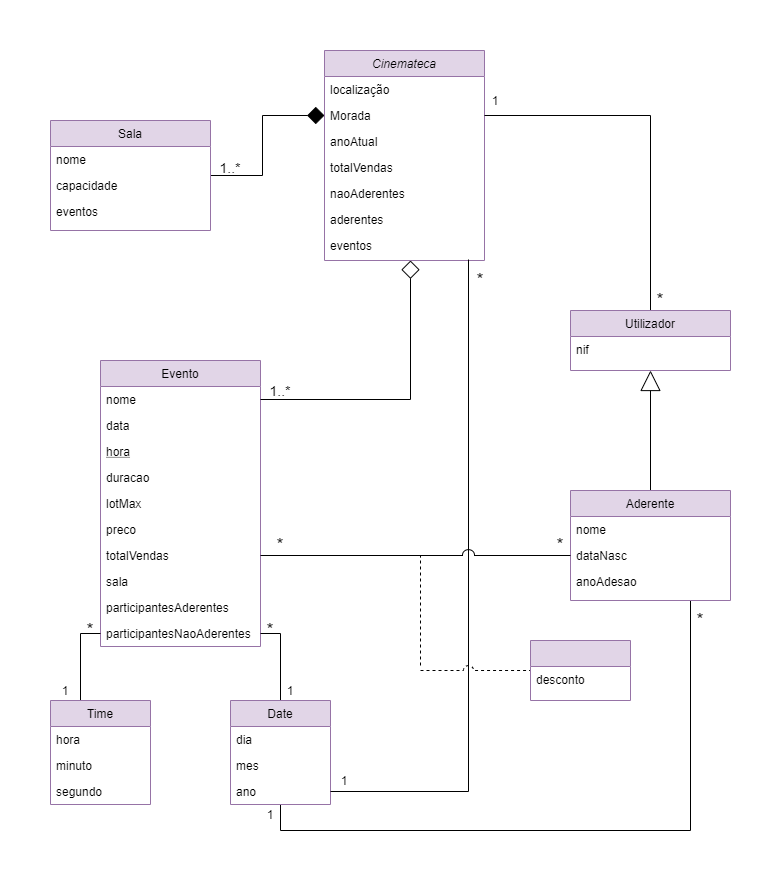 Cinemateca
localização
Morada
anoAtual
totalVendas
naoAderentes
aderentes
eventos
1
Sala
nome
capacidade
eventos
1..*
*
*
Utilizador
nif
Evento
nome
data
hora
duracao
lotMax
preco
totalVendas
sala
participantesAderentes
participantesNaoAderentes
1..*
*
*
Aderente
nome
dataNasc
anoAdesao
*
desconto
*
*
1
1
Time
hora
minuto
segundo
Date
dia
mes
ano
1
1